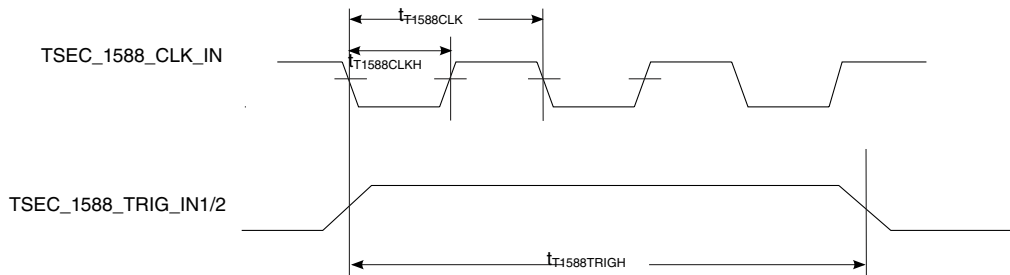 tT1588CLK
TSEC_1588_CLK_IN
tT1588CLKH
TSEC_1588_TRIG_IN1/2
tT1588TRIGH